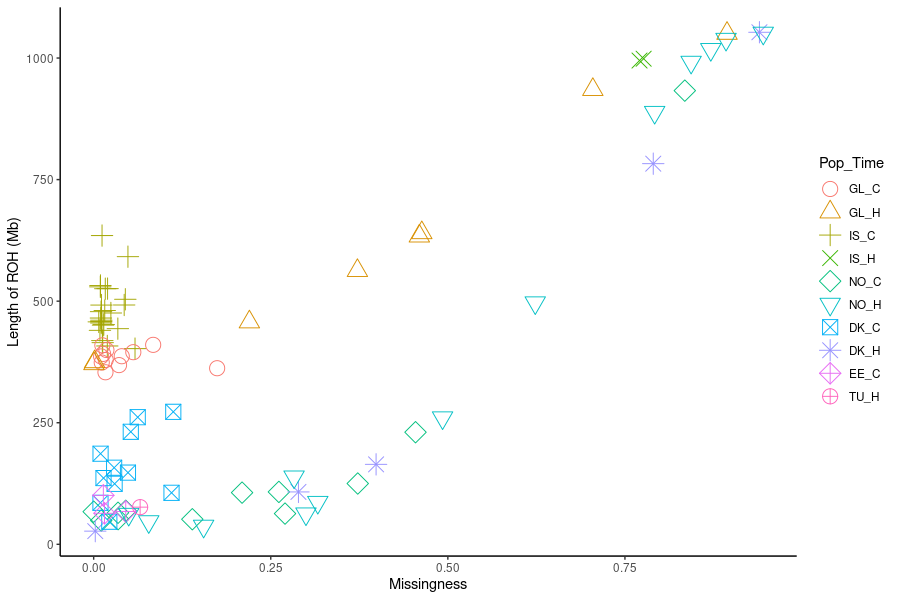 1000
750
500
250
0
Length of ROH (Mb)
0.00 0.25 0.50 0.75
Missingness
Pop_Time
GL_C
GL_H
IS_C
IS_H
NO_C
NO_H
DK_C
DK_H
EE_C
TU_H